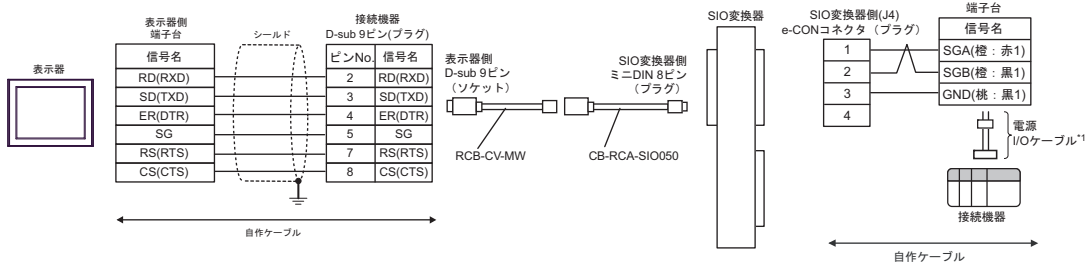 表示器
表示器側
端子台
信号名
RD(RXD)
SD(TXD)
ER(DTR)
SG
RS(RTS)
CS(CTS)
シールド
接続機器
D-sub 9ピン(プラグ)
ピンNo. 信号名
2 RD(RXD)
3 SD(TXD)
4 ER(DTR)
5 SG
7 RS(RTS)
8 CS(CTS)
自作ケーブル
表示器側
D-sub 9ピン
(ソケット)
RCB-CV-MW
SIO変換器側
ミニDIN 8ピン
(プラグ)
CB-RCA-SIO050
SIO変換器
SIO変換器側(J4)
e-CONコネクタ(プラグ)
1
2
3
4
端子台
信号名
SGA(橙:赤1)
SGB(橙:黒1)
GND(桃:黒1)
電源
I/Oケーブル*1
接続機器
自作ケーブル